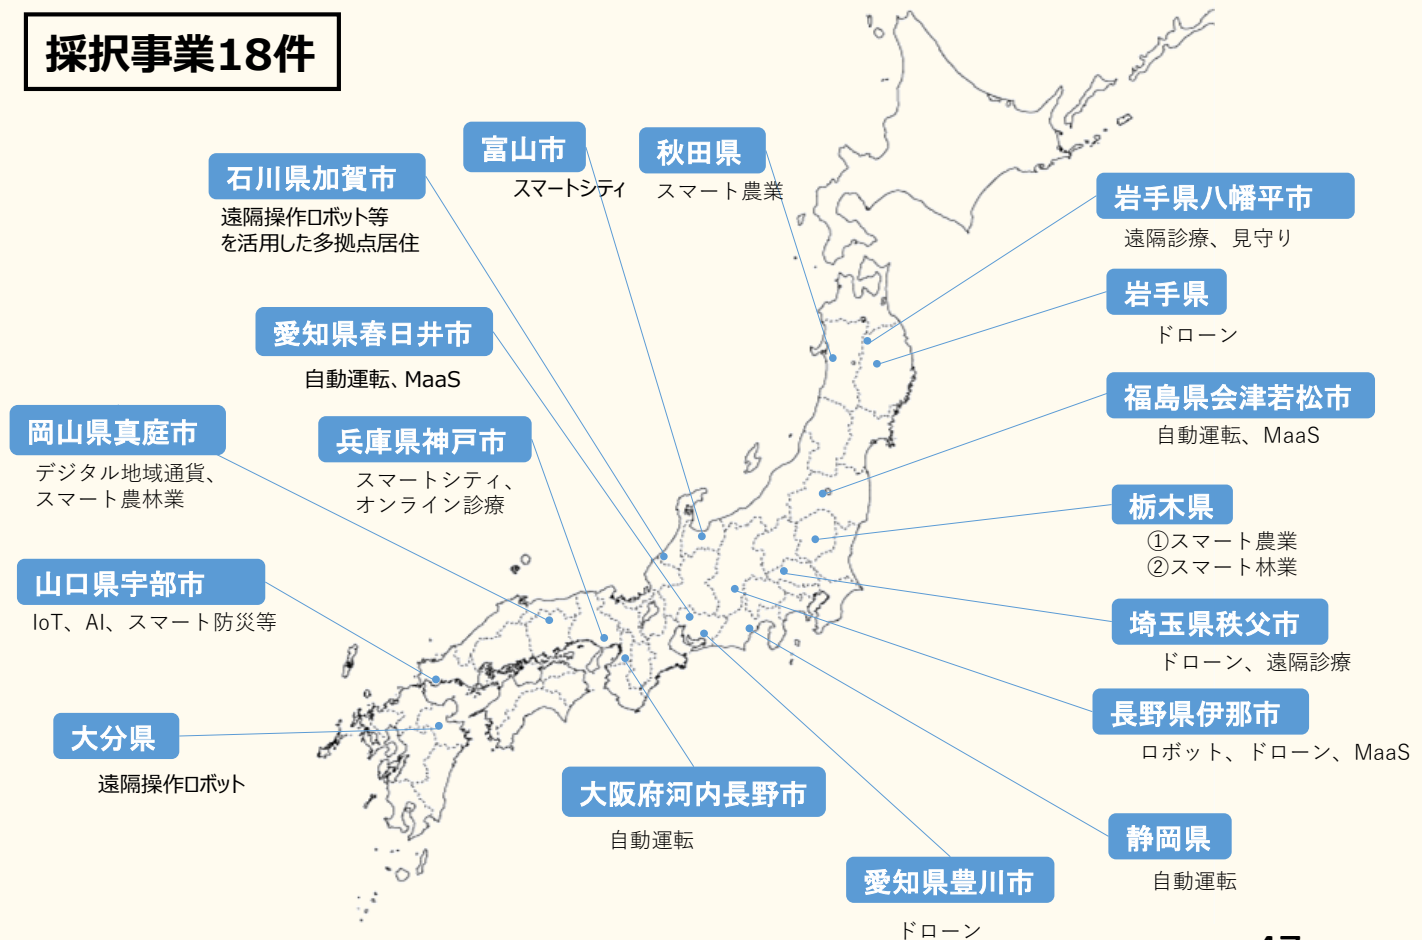 採択事業18件
富山市
スマートシティ
秋田県
スマート農業
石川県加賀市
遠隔操作ロボット等
を活用した多拠点居住
岩手県八幡平市
遠隔診療、見守り
岩手県
ドローン
愛知県春日井市
自動運転、MaaS
福島県会津若松市
自動運転、MaaS
岡山県真庭市
デジタル地域通貨、
スマート農林業
兵庫県神戸市
スマートシティ、
オンライン診療
栃木県
①スマート農業
②スマート林業
山口県宇部市
IoT、AI、スマート防災等
埼玉県秩父市
ドローン、遠隔診療
長野県伊那市
ロボット、ドローン、MaaS
大分県
遠隔操作ロボット
大阪府河内長野市
自動運転
静岡県
自動運転
愛知県豊川市
ドローン